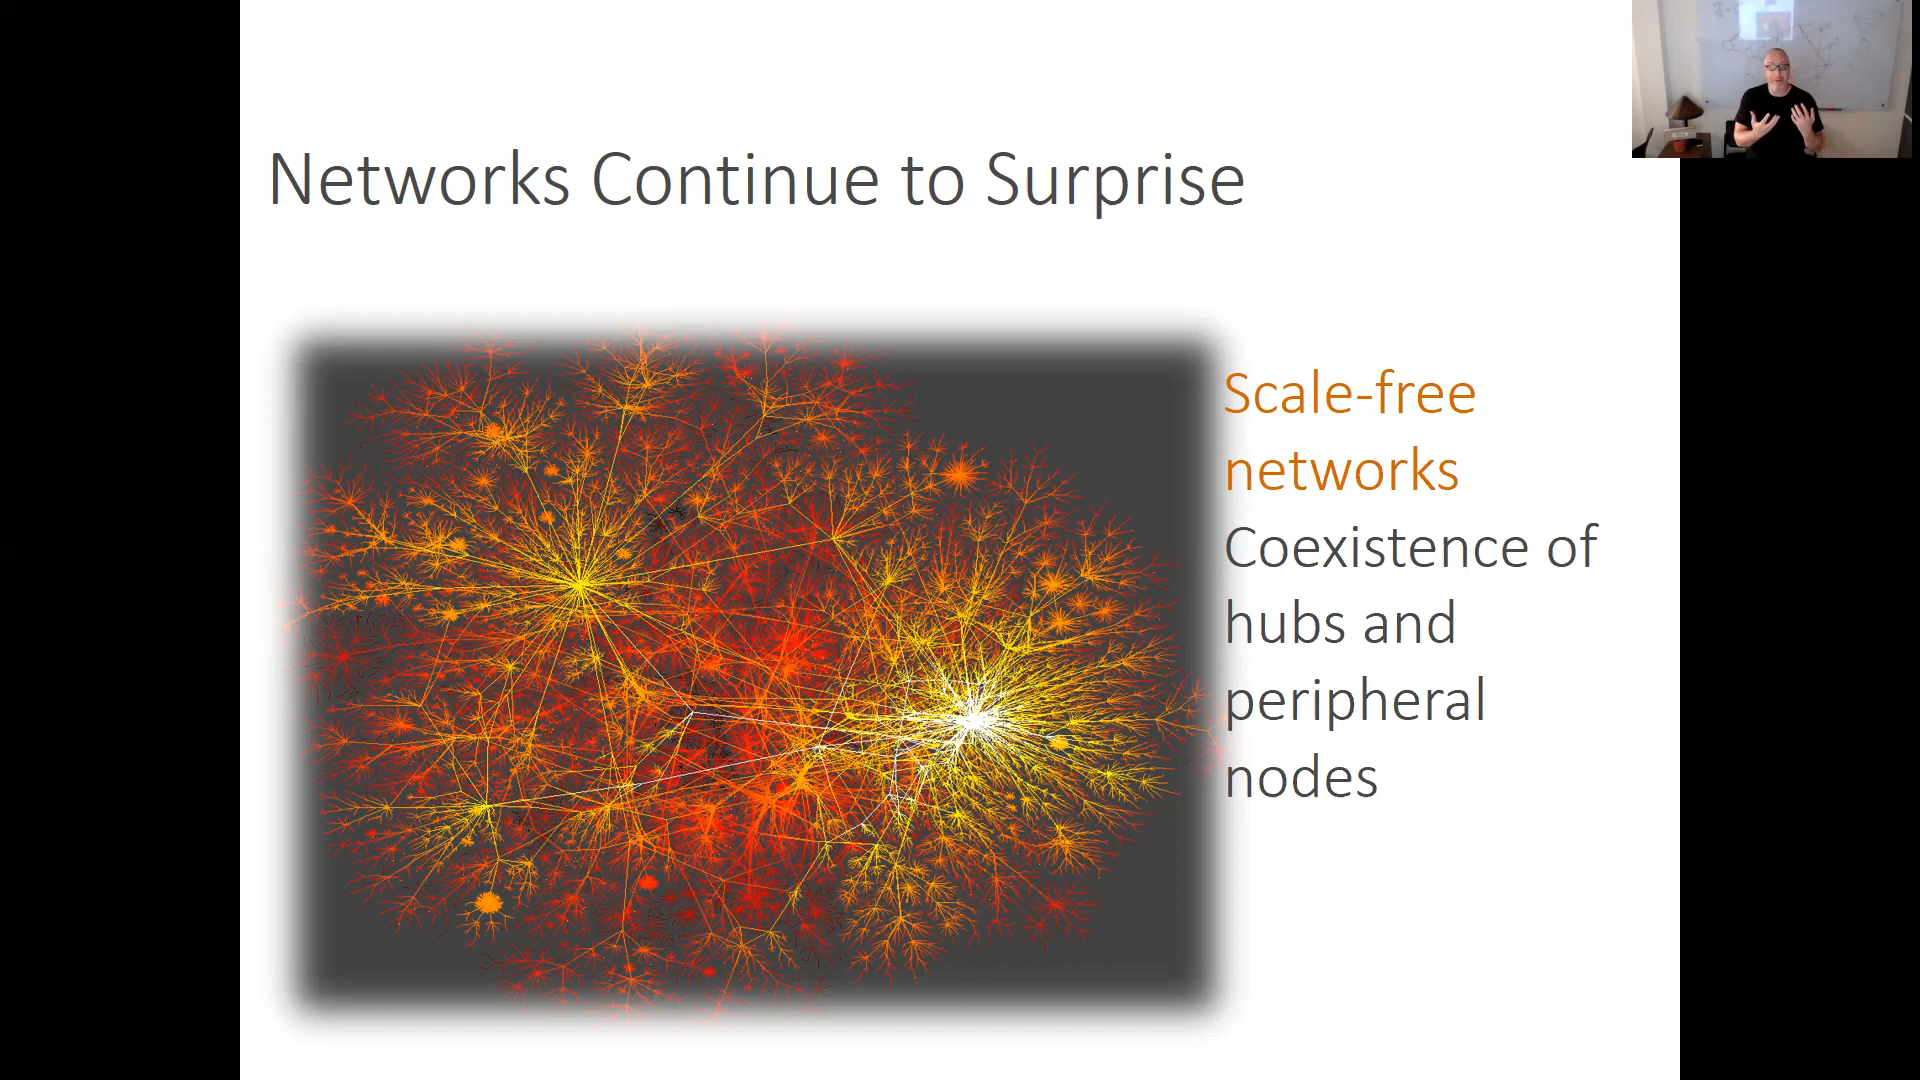 Networks Continue to Surprise
Scale-free
networks
Coexistence of
hubs and
peripheral
nodes